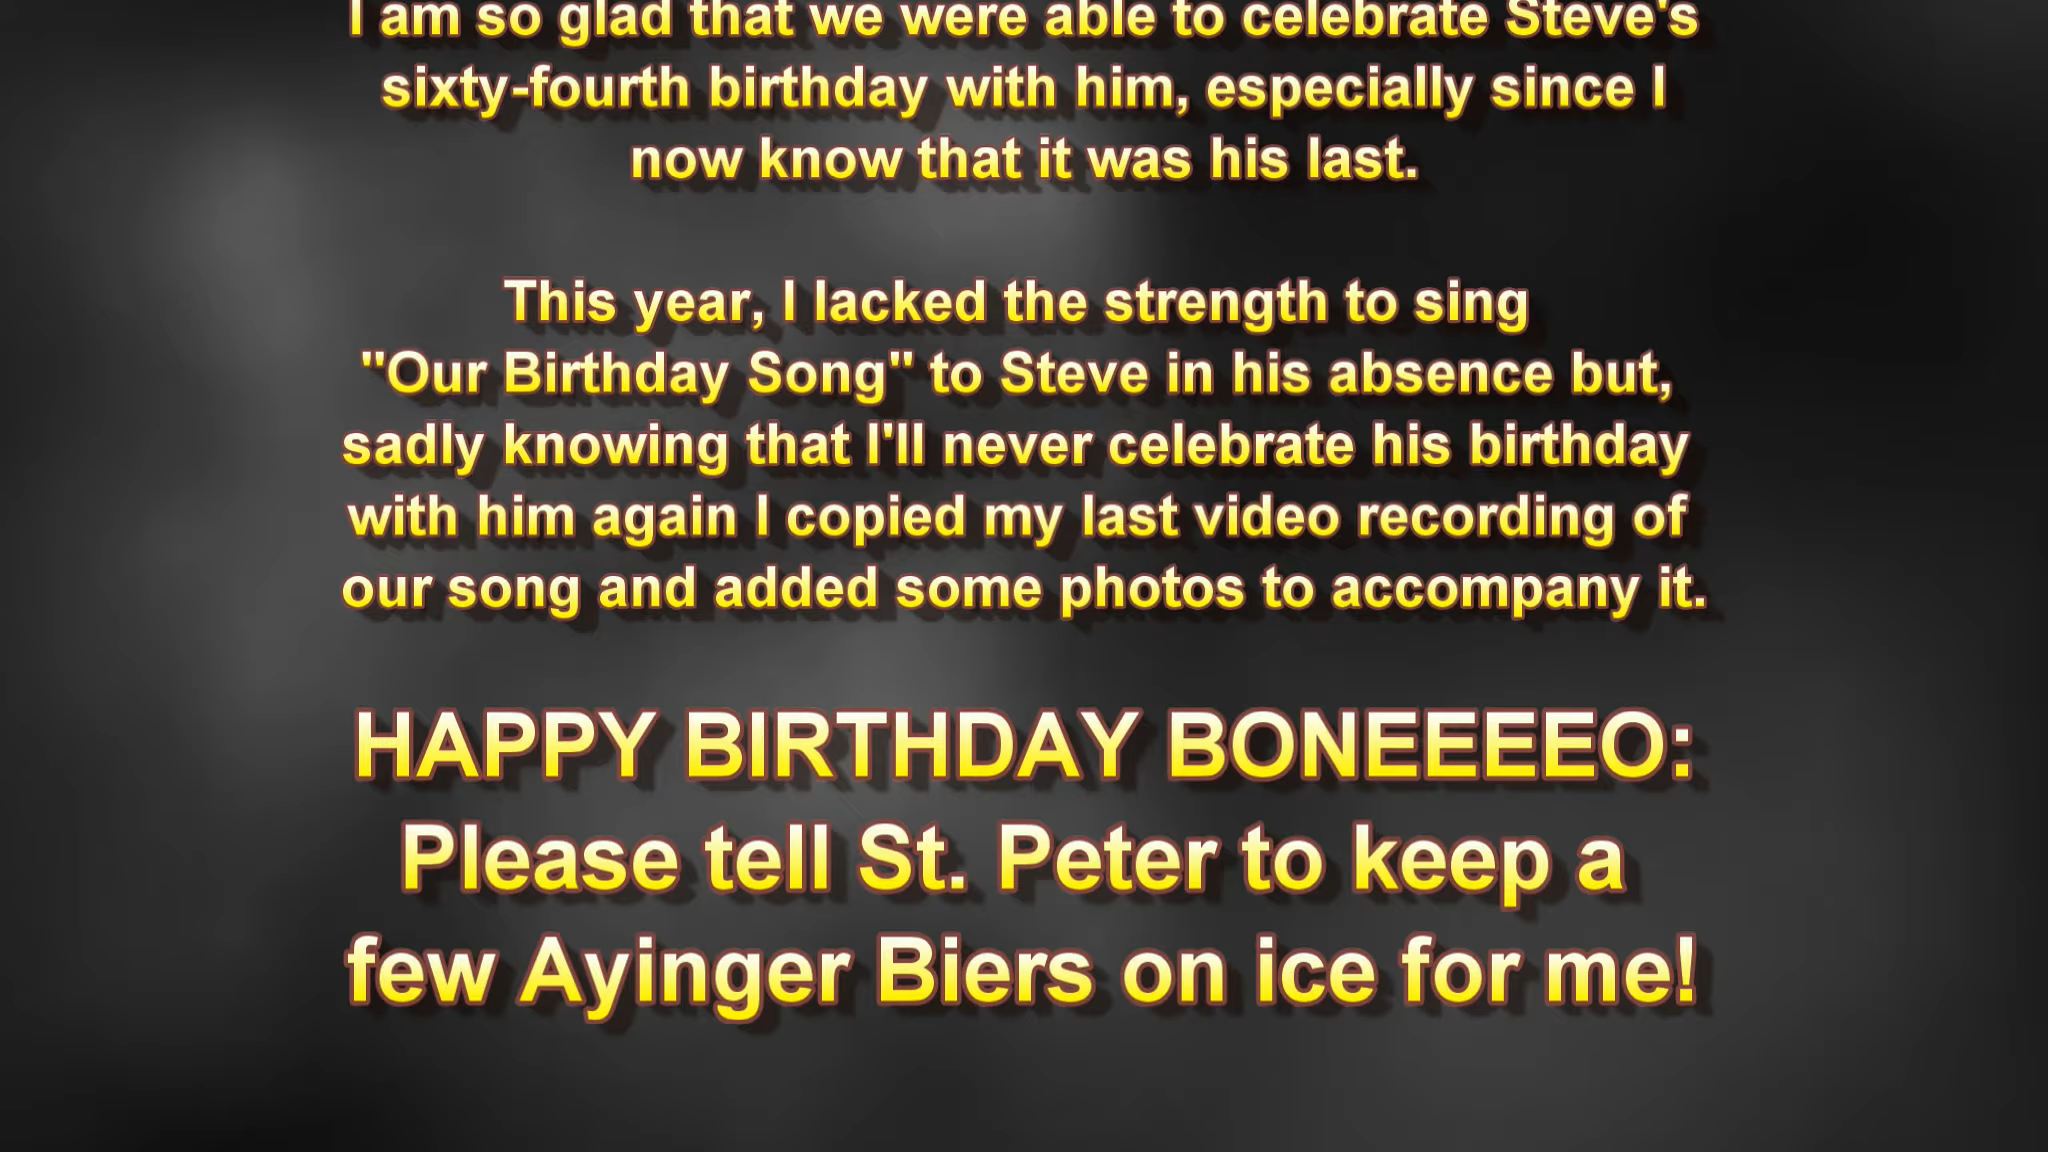 I am so glad that we were able to celebrate Steve's
sixty-fourth birthday with him, especially since I
now know that it was his last.
This year, I lacked the strength to sing
"Our Birthday Song" to Steve in his absence but,
sadly knowing that I'll never celebrate his birthday
with him again I copied my last video recording of
our song and added some photos to accompany it.
HAPPY BIRTHDAY BONEEEEO:
Please tell St. Peter to keep a
few Ayinger Biers on ice for me!